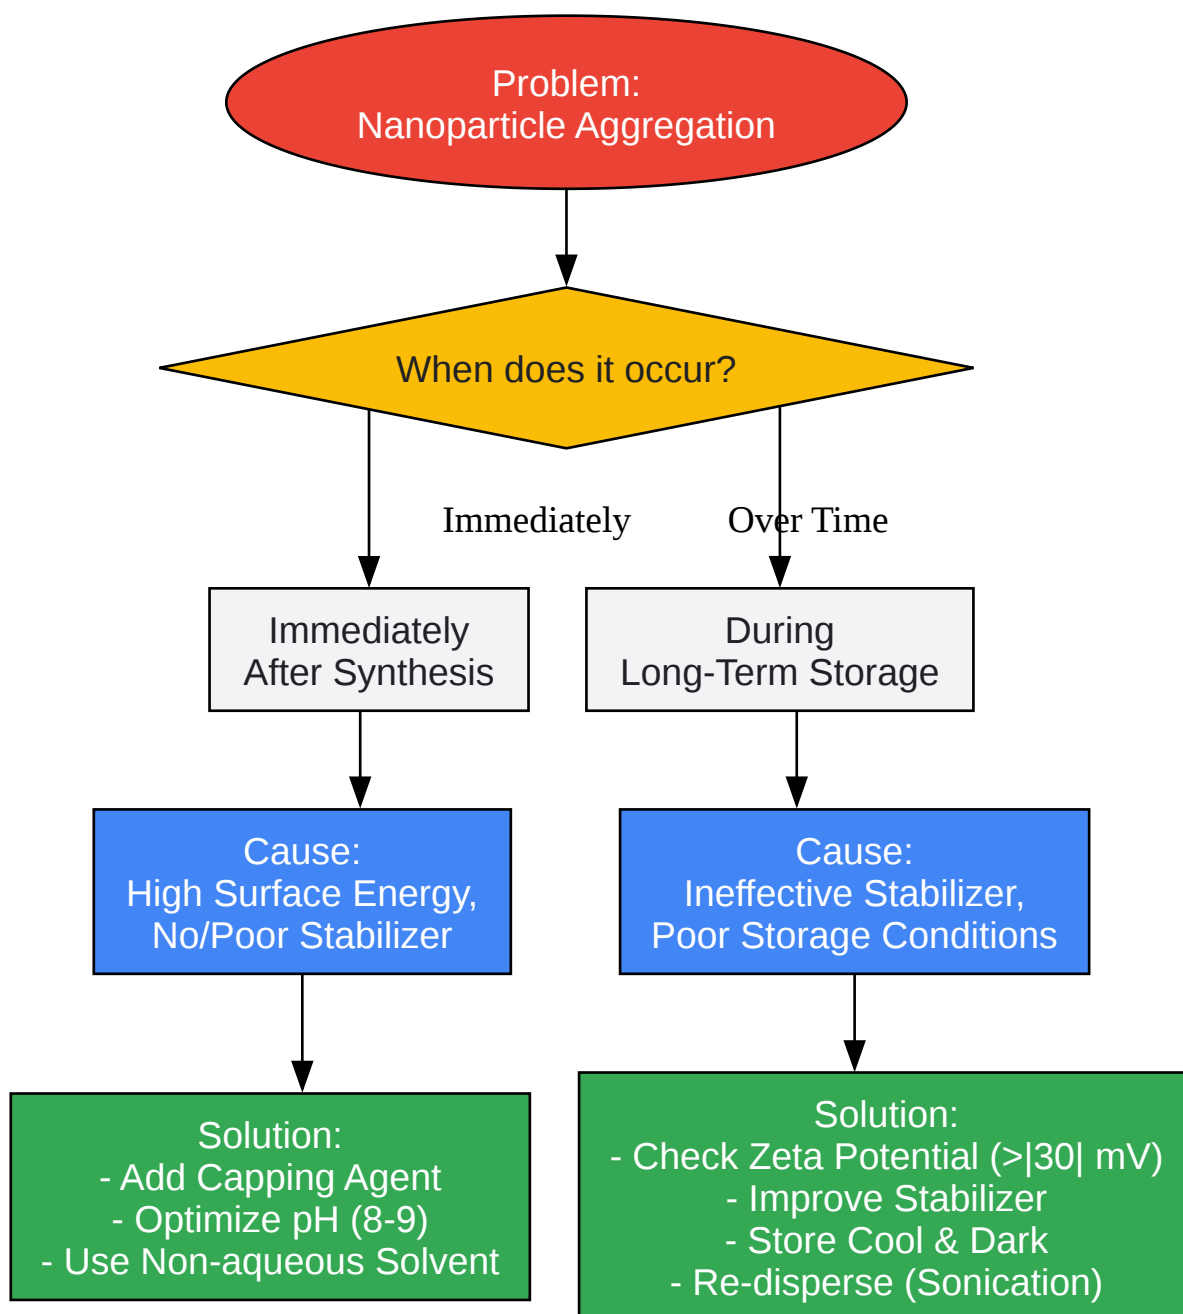 Problem:
Nanoparticle Aggregation
When does it occur?
Immediately
Over Time
Immediately
After Synthesis
During
Long-Term Storage
Cause:
High Surface Energy,
No/Poor Stabilizer
Cause:
Ineffective Stabilizer,
Poor Storage Conditions
Solution:
- Add Capping Agent
- Optimize pH (8-9)
- Use Non-aqueous Solvent
Solution:
- Check Zeta Potential (>|30| mV)
- Improve Stabilizer
- Store Cool & Dark
- Re-disperse (Sonication)